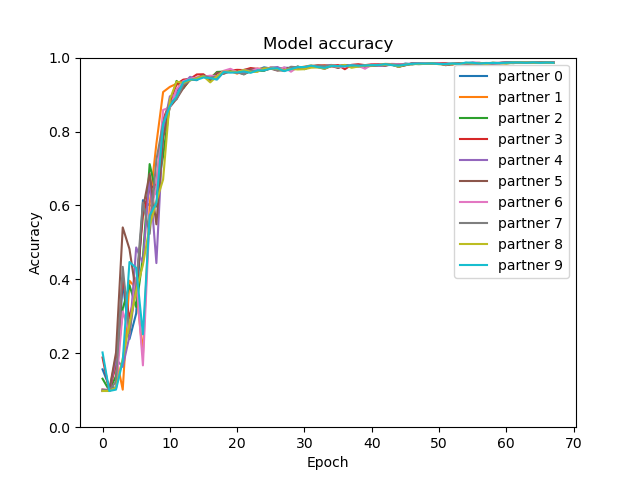 Model accuracy
1.0
0.8
0.6
0.4
0.2
0.0
Accuracy
0 10 20 30 40 50 60 70
Epoch
partner 0
partner 1
partner 2
partner 3
partner 4
partner 5
partner 6
partner 7
partner 8
partner 9